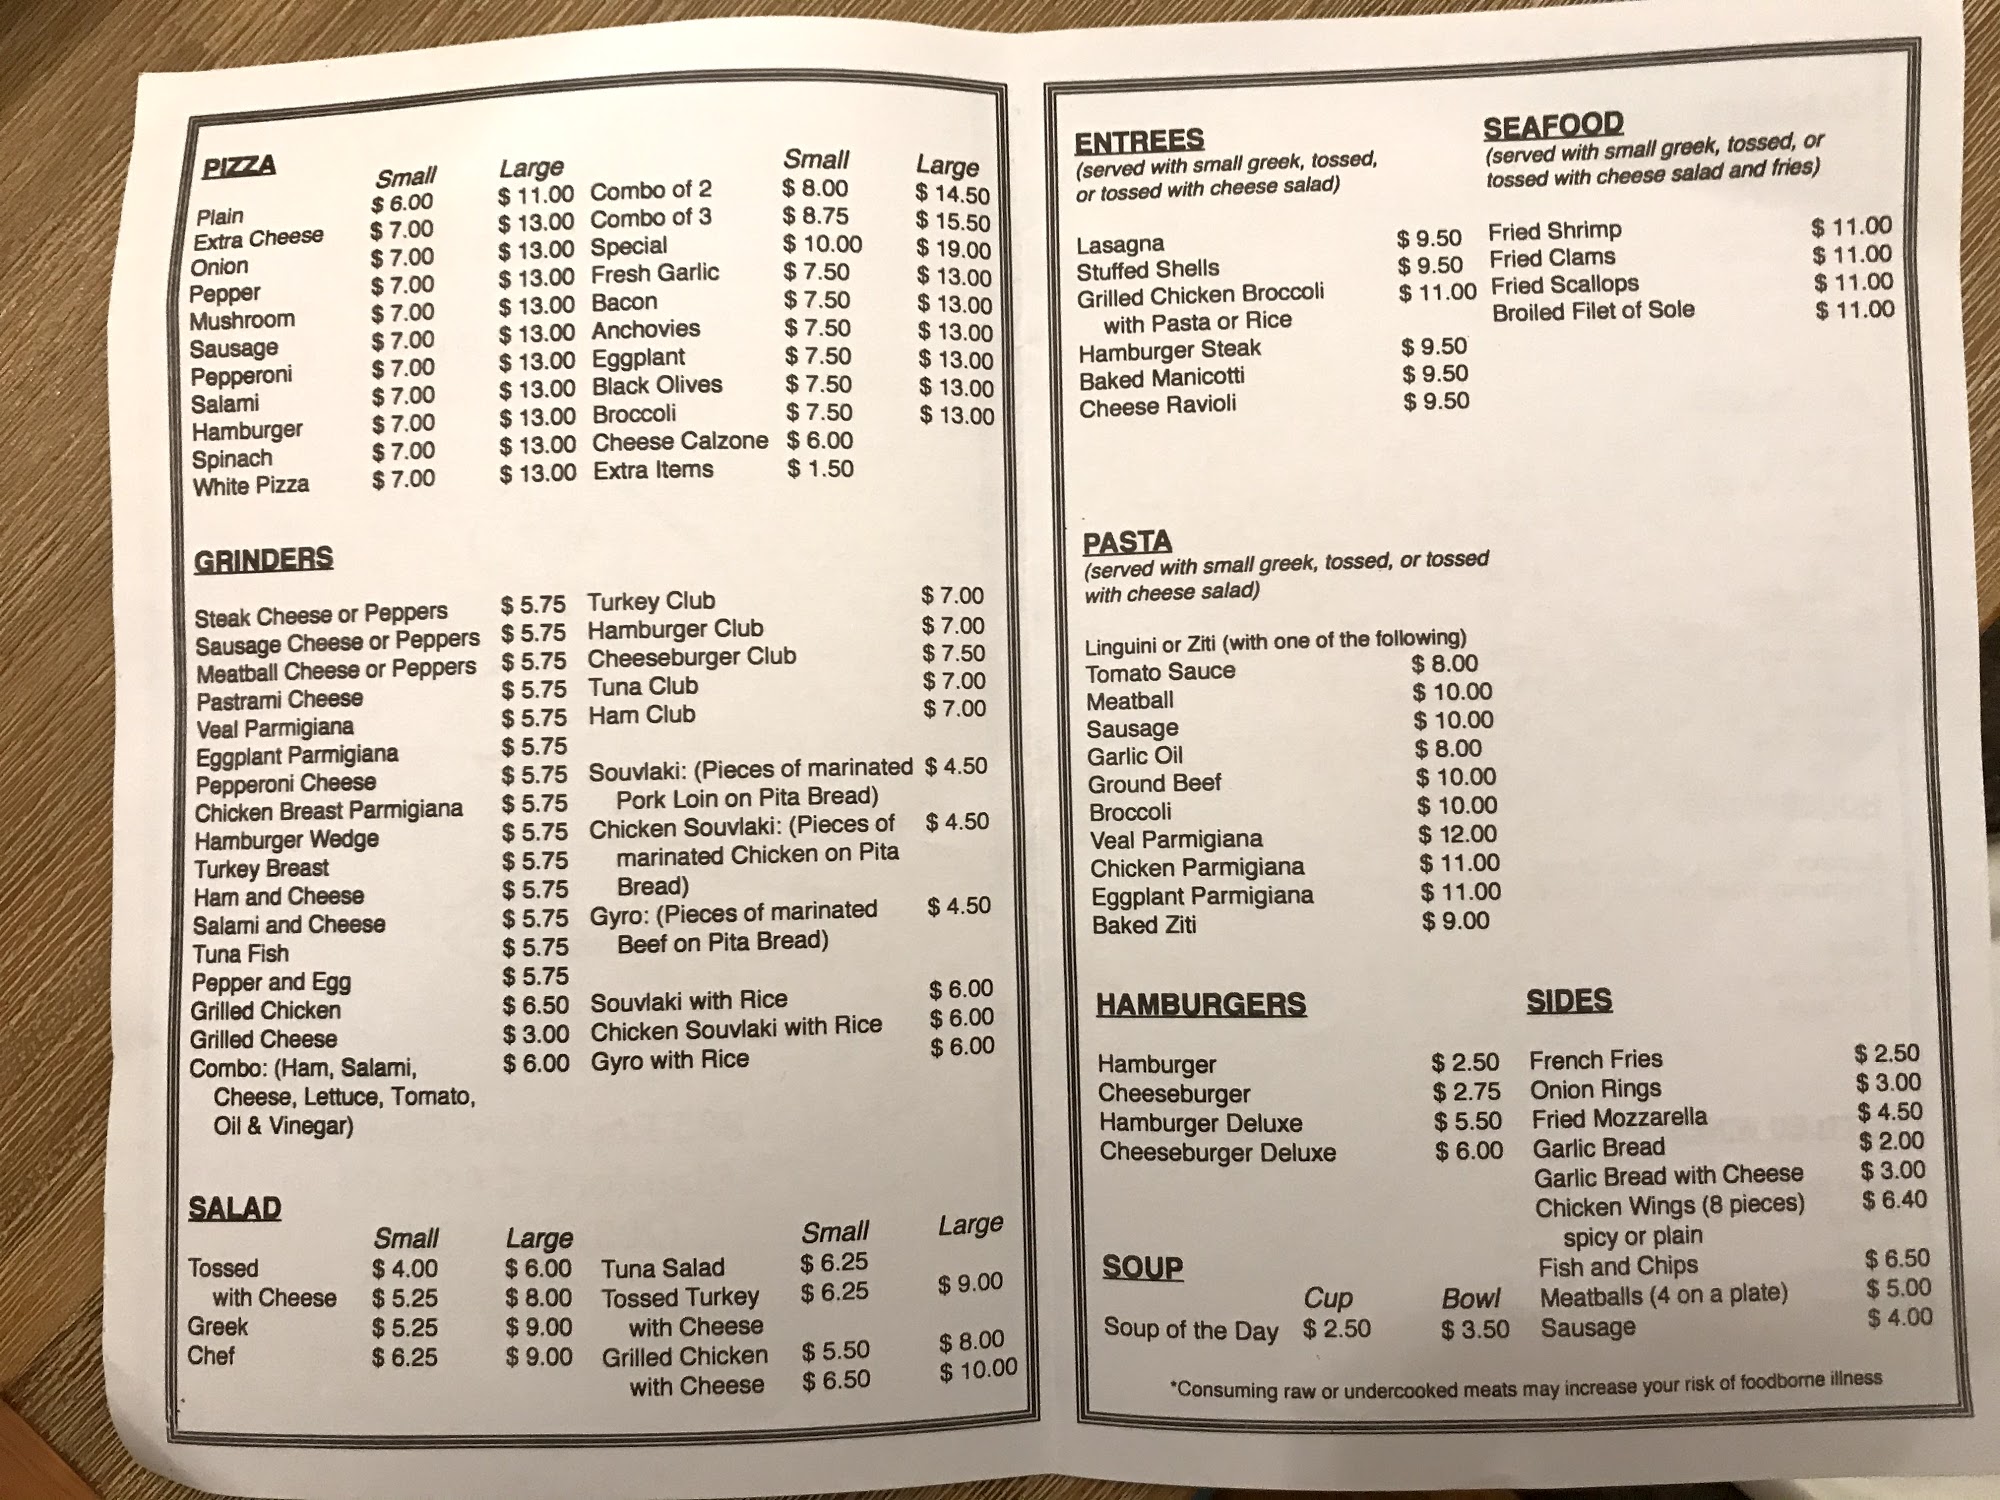 PIZZA
Small Large Small Large
Plain $ 6.00 $ 11.00 Combo of 2 $ 8.00 $ 14.50
Extra Cheese $ 7.00 $ 13.00 Combo of 3 $ 8.75 $ 15.50
Onion $ 7.00 $ 13.00 Special $ 10.00 $ 19.00
Pepper $ 7.00 $ 13.00 Fresh Garlic $ 7.50 $ 13.00
Mushroom $ 7.00 $ 13.00 Bacon $ 7.50 $ 13.00
Sausage $ 7.00 $ 13.00 Anchovies $ 7.50 $ 13.00
Pepperoni $ 7.00 $ 13.00 Eggplant $ 7.50 $ 13.00
Salami $ 7.00 $ 13.00 Black Olives $ 7.50 $ 13.00
Hamburger $ 7.00 $ 13.00 Broccoli $ 7.50 $ 13.00
Spinach $ 7.00 $ 13.00 Cheese Calzone $ 6.00
White Pizza $ 7.00 $ 13.00 Extra Items $ 1.50
GRINDERS
Steak Cheese or Peppers $ 5.75
Sausage Cheese or Peppers $ 5.75
Meatball Cheese or Peppers $ 5.75
Pastrami Cheese $ 5.75
Veal Parmigiana $ 5.75
Eggplant Parmigiana $ 5.75
Pepperoni Cheese $ 5.75
Chicken Breast Parmigiana $ 5.75
Hamburger Wedge $ 5.75
Turkey Breast $ 5.75
Ham and Cheese $ 5.75
Salami and Cheese $ 5.75
Tuna Fish $ 5.75
Pepper and Egg $ 5.75
Grilled Chicken $ 6.50
Grilled Cheese $ 3.00
Combo: (Ham, Salami, $ 6.00
Cheese, Lettuce, Tomato,
Oil & Vinegar)
Turkey Club $ 7.00
Hamburger Club $ 7.00
Cheeseburger Club $ 7.50
Tuna Club $ 7.00
Ham Club $ 7.00
Souvlaki: (Pieces of marinated $ 4.50
Pork Loin on Pita Bread)
Chicken Souvlaki: (Pieces of $ 4.50
marinated Chicken on Pita
Bread)
Gyro: (Pieces of marinated $ 4.50
Beef on Pita Bread)
Souvlaki with Rice $ 6.00
Chicken Souvlaki with Rice $ 6.00
Gyro with Rice $ 6.00
SALAD
Small Large
Tossed $ 4.00 $ 6.00
with Cheese $ 5.25 $ 8.00
Greek $ 5.25 $ 9.00
Chef $ 6.25 $ 9.00
Small Large
Tuna Salad $ 6.25
Tossed Turkey $ 6.25 $ 9.00
with Cheese
Grilled Chicken $ 5.50 $ 8.00
with Cheese $ 6.50 $ 10.00
ENTREES
(served with small greek, tossed,
or tossed with cheese salad)
Lasagna $ 9.50
Stuffed Shells $ 9.50
Grilled Chicken Broccoli $ 11.00
with Pasta or Rice
Hamburger Steak $ 9.50
Baked Manicotti $ 9.50
Cheese Ravioli $ 9.50
SEAFOOD
(served with small greek, tossed, or
tossed with cheese salad and fries)
Fried Shrimp $ 11.00
Fried Clams $ 11.00
Fried Scallops $ 11.00
Broiled Filet of Sole $ 11.00
PASTA
(served with small greek, tossed, or tossed
with cheese salad)
Linguini or Ziti (with one of the following)
Tomato Sauce $ 8.00
Meatball $ 10.00
Sausage $ 10.00
Garlic Oil $ 8.00
Ground Beef $ 10.00
Broccoli $ 10.00
Veal Parmigiana $ 12.00
Chicken Parmigiana $ 11.00
Eggplant Parmigiana $ 11.00
Baked Ziti $ 9.00
HAMBURGERS
Hamburger $ 2.50
Cheeseburger $ 2.75
Hamburger Deluxe $ 5.50
Cheeseburger Deluxe $ 6.00
SOUP
Cup Bowl
Soup of the Day $ 2.50 $ 3.50
SIDES
French Fries $ 2.50
Onion Rings $ 3.00
Fried Mozzarella $ 4.50
Garlic Bread $ 2.00
Garlic Bread with Cheese $ 3.00
Chicken Wings (8 pieces) $ 6.40
spicy or plain
Fish and Chips $ 6.50
Meatballs (4 on a plate) $ 5.00
Sausage $ 4.00
*Consuming raw or undercooked meats may increase your risk of foodborne illness